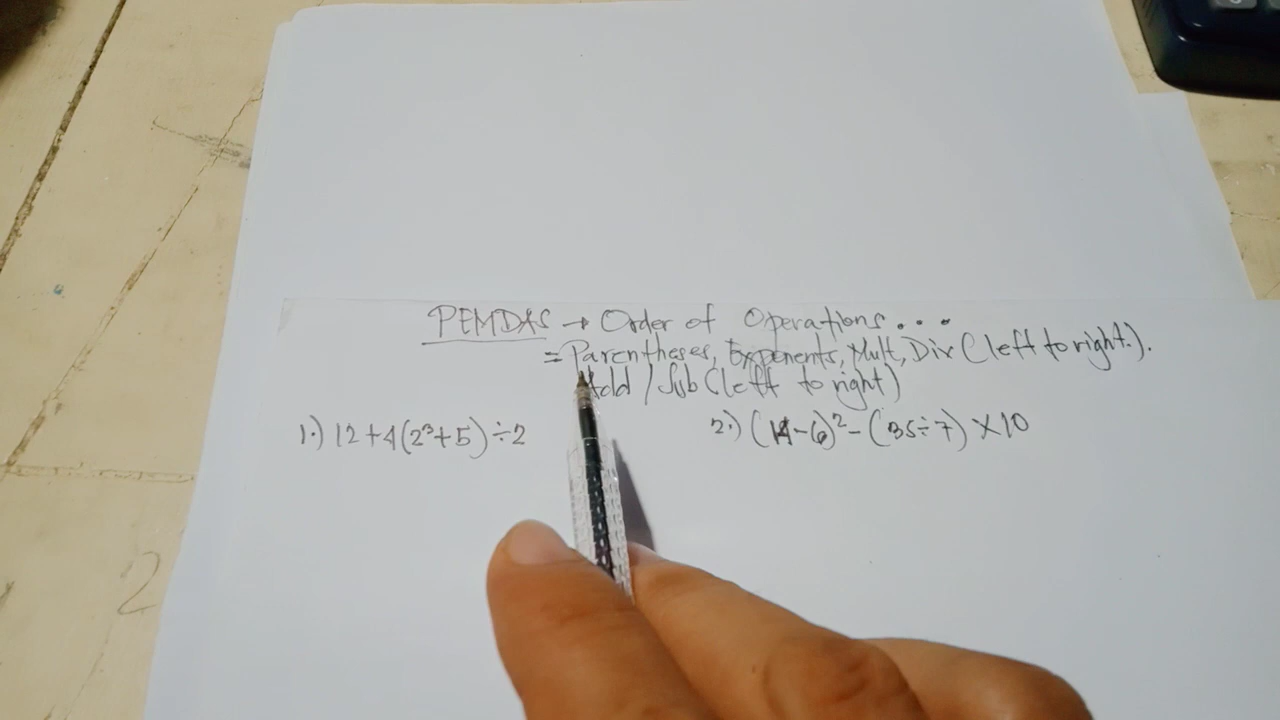 PEMDAS → Order of Operations...
= Parentheses, Exponents, Mult, Div (left to right).
Add / Sub (left to right)
1.) 12+4(2³+5)÷2
2.) (14-6)²-(35÷7)×10
2